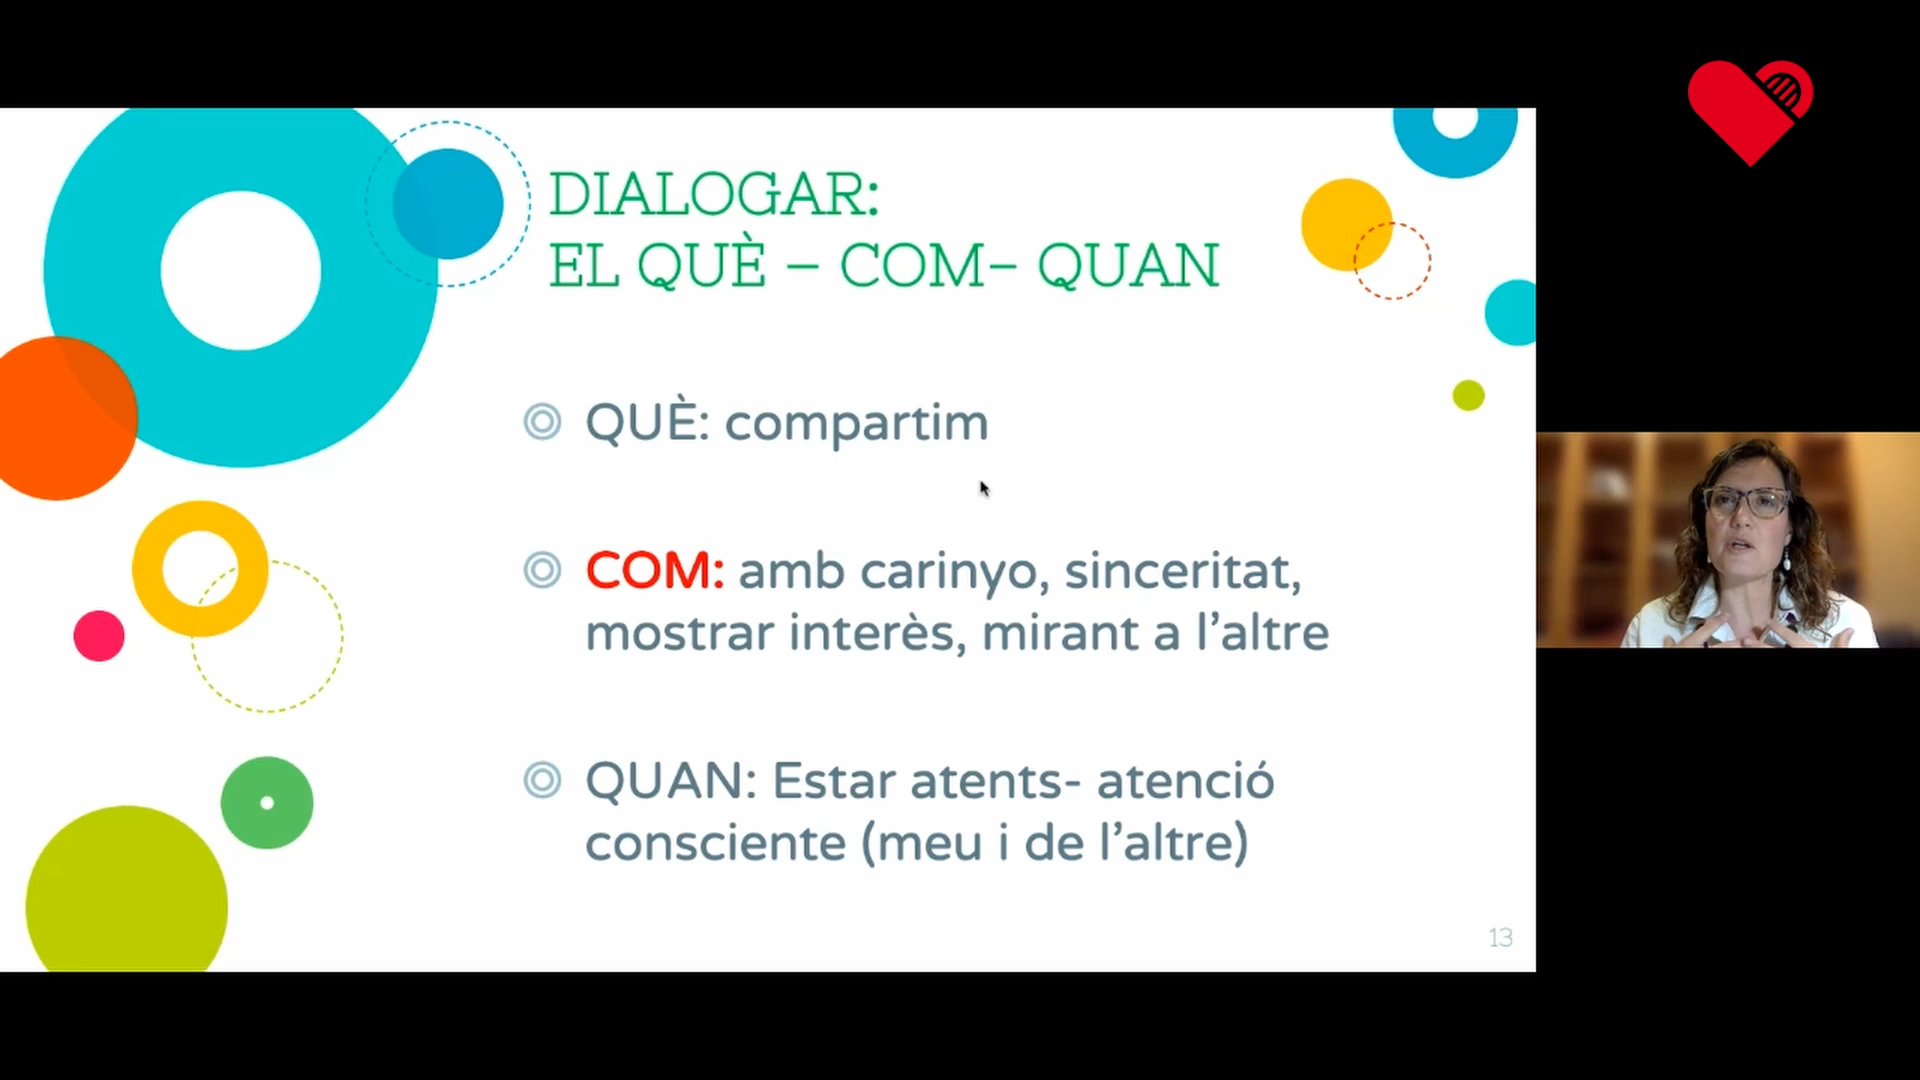 DIALOGAR:
EL QUÈ – COM– QUAN
QUÈ: compartim
COM: amb carinyo, sinceritat,
mostrar interès, mirant a l’altre
QUAN: Estar atents- atenció
consciente (meu i de l’altre)
13